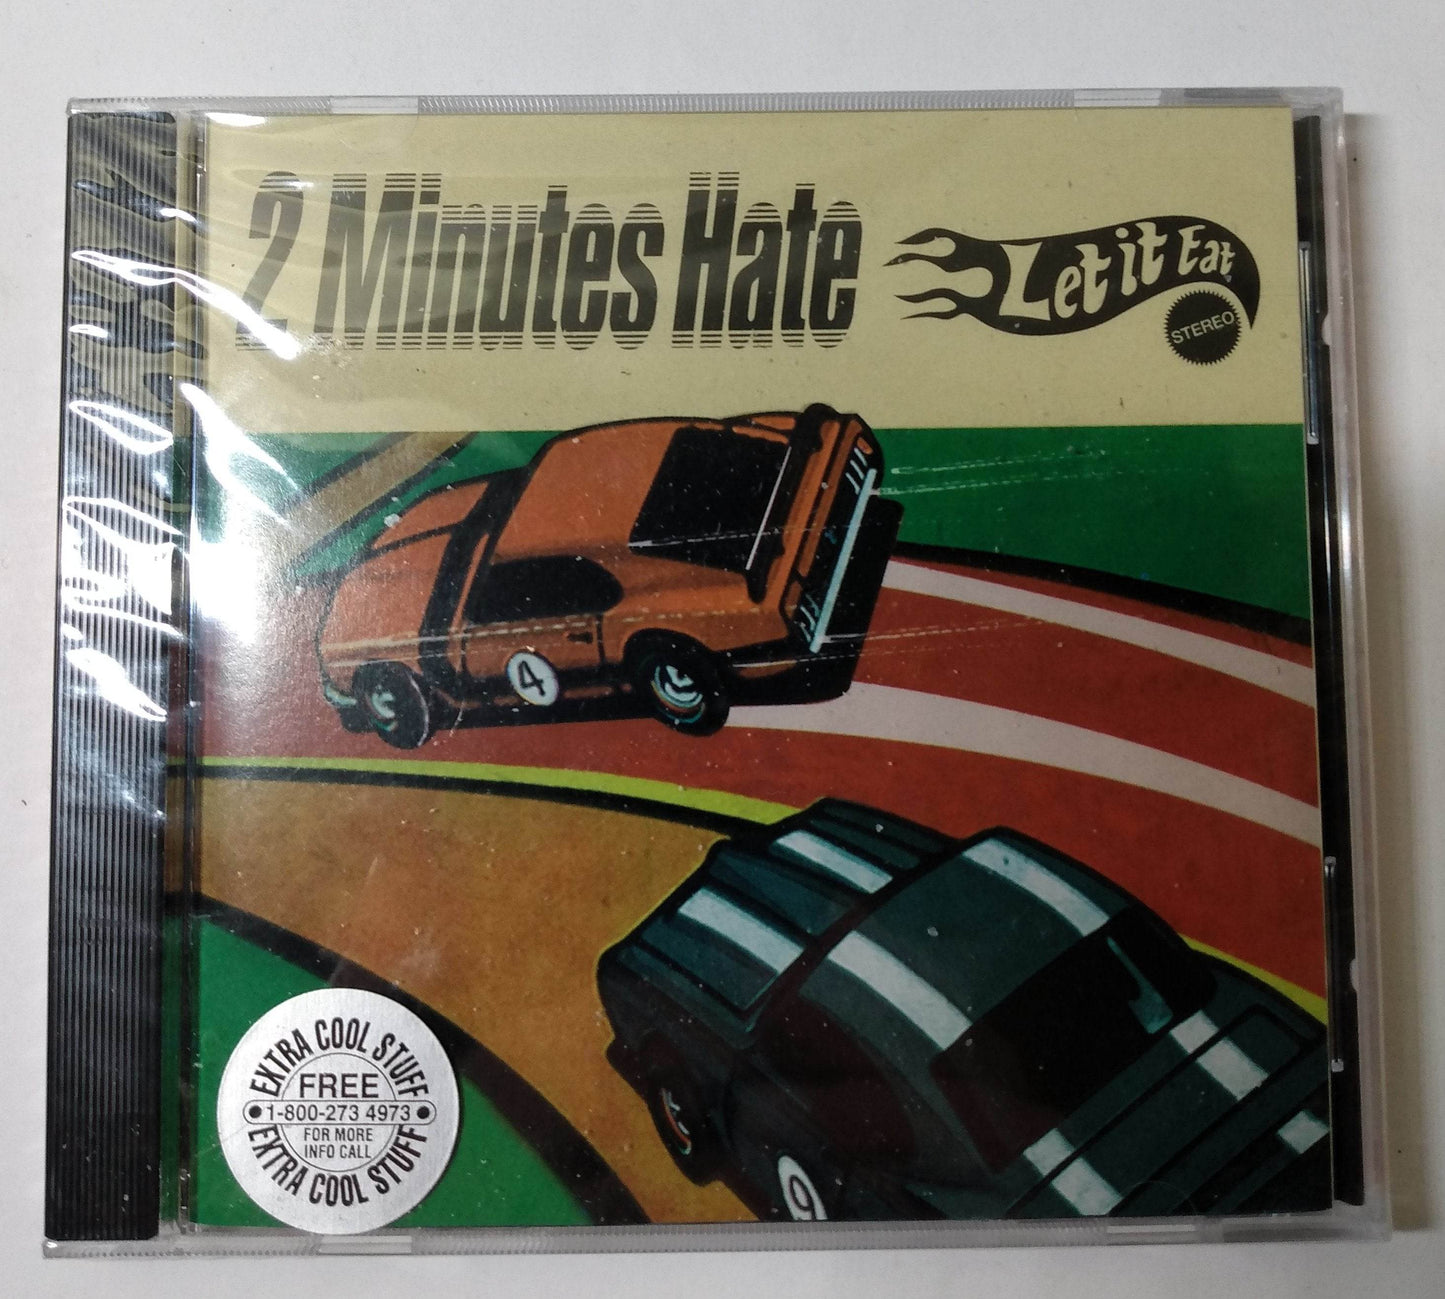 2 Minutes Hate
Let it Eat
STEREO
4
EXTRA COOL STUFF
FREE
1-800-273 4973
FOR MORE
INFO CALL
EXTRA COOL STUFF
9